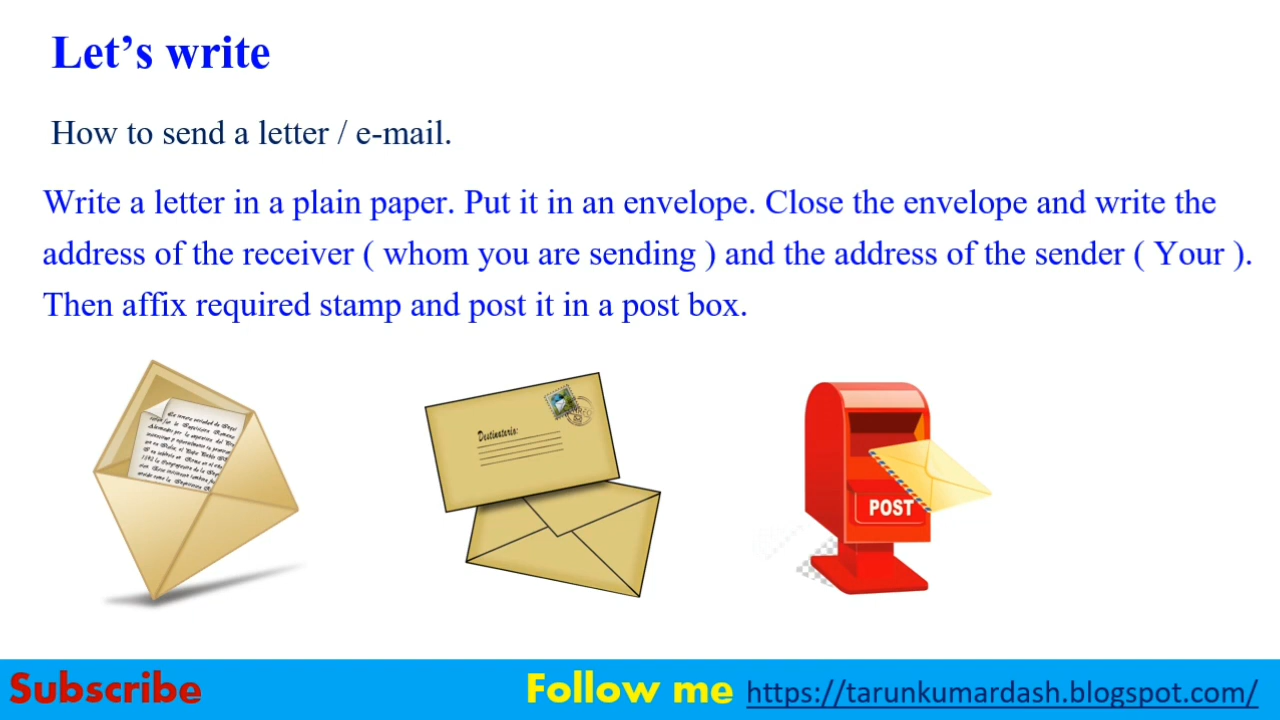 Let’s write
How to send a letter / e-mail.
Write a letter in a plain paper. Put it in an envelope. Close the envelope and write the
address of the receiver ( whom you are sending ) and the address of the sender ( Your ).
Then affix required stamp and post it in a post box.
Destinatario:
POST
Subscribe
Follow me https://tarunkumardash.blogspot.com/